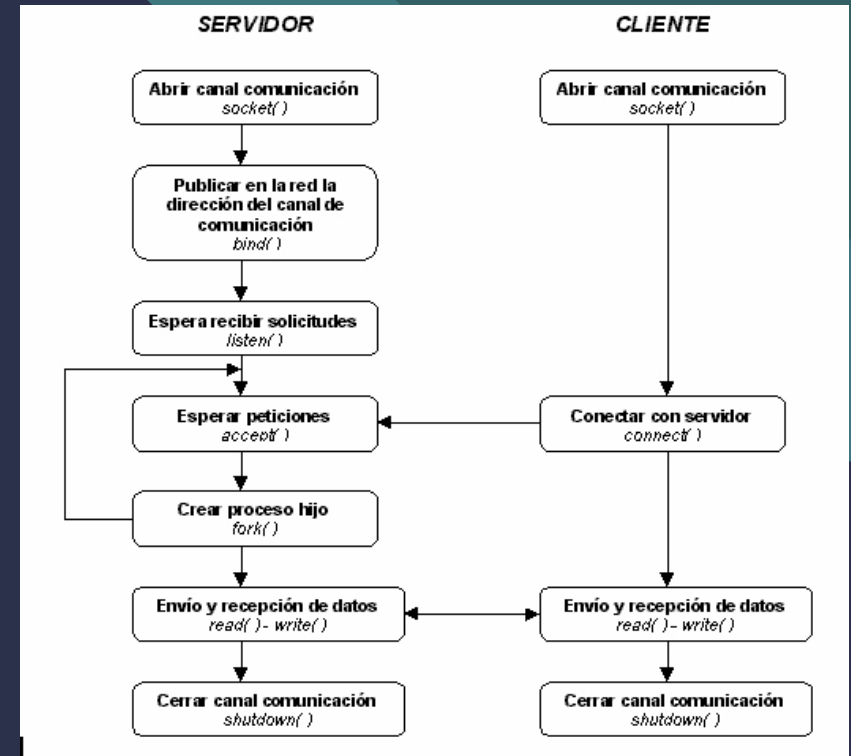 SERVIDOR
CLIENTE
Abrir canal comunicación
socket( )
Abrir canal comunicación
socket( )
Publicar en la red la
dirección del canal de
comunicación
bind( )
Espera recibir solicitudes
listen( )
Esperar peticiones
accept( )
Conectar con servidor
connect( )
Crear proceso hijo
fork( )
Envío y recepción de datos
read( ) - write( )
Envío y recepción de datos
read( ) - write( )
Cerrar canal comunicación
shutdown( )
Cerrar canal comunicación
shutdown( )